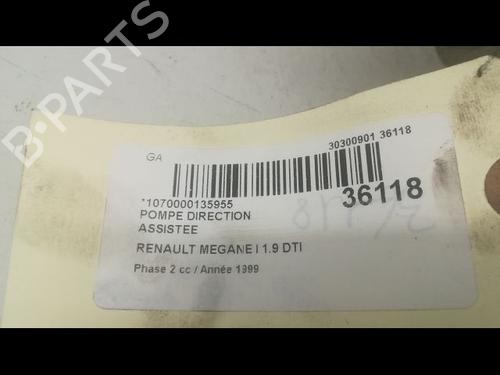 B-PARTS
GA
30300901 36118
*1070000135955
36118
POMPE DIRECTION
ASSISTEE
RENAULT MEGANE I 1.9 DTI
Phase 2 cc / Année 1999